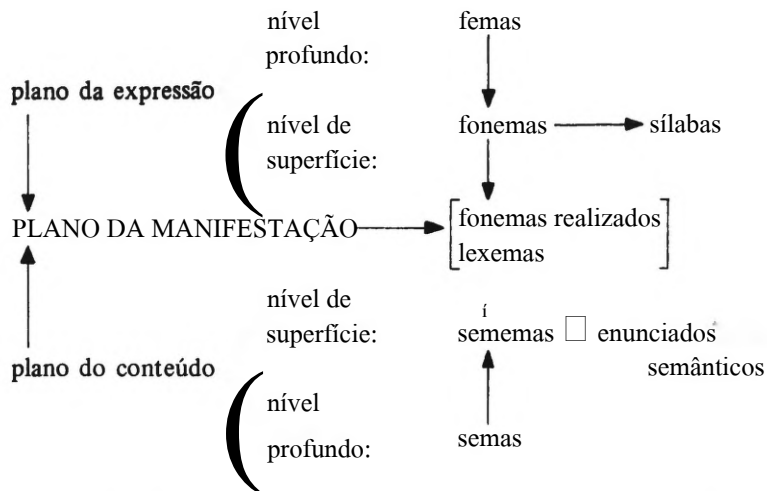 nível
profundo:
femas
plano da expressão
nível de
superfície:
fonemas
sílabas
PLANO DA MANIFESTAÇÃO
fonemas realizados
lexemas
nível de
superfície:
í
sememas
enunciados
semânticos
plano do conteúdo
nível
profundo:
semas